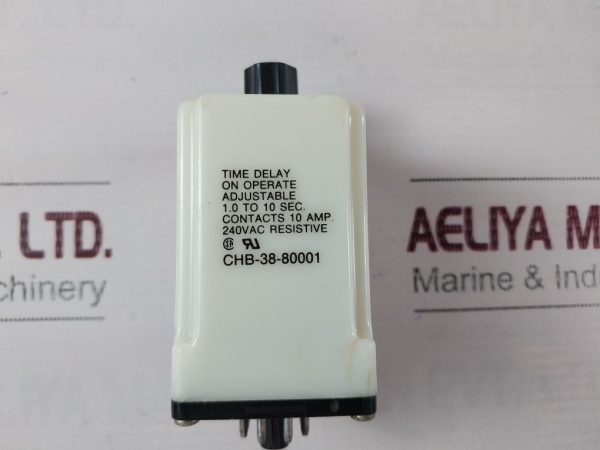 TIME DELAY
ON OPERATE
ADJUSTABLE
1.0 TO 10 SEC.
CONTACTS 10 AMP.
240VAC RESISTIVE
CHB-38-80001
LTD.
AELIYA M
Marine & Ind
chinery